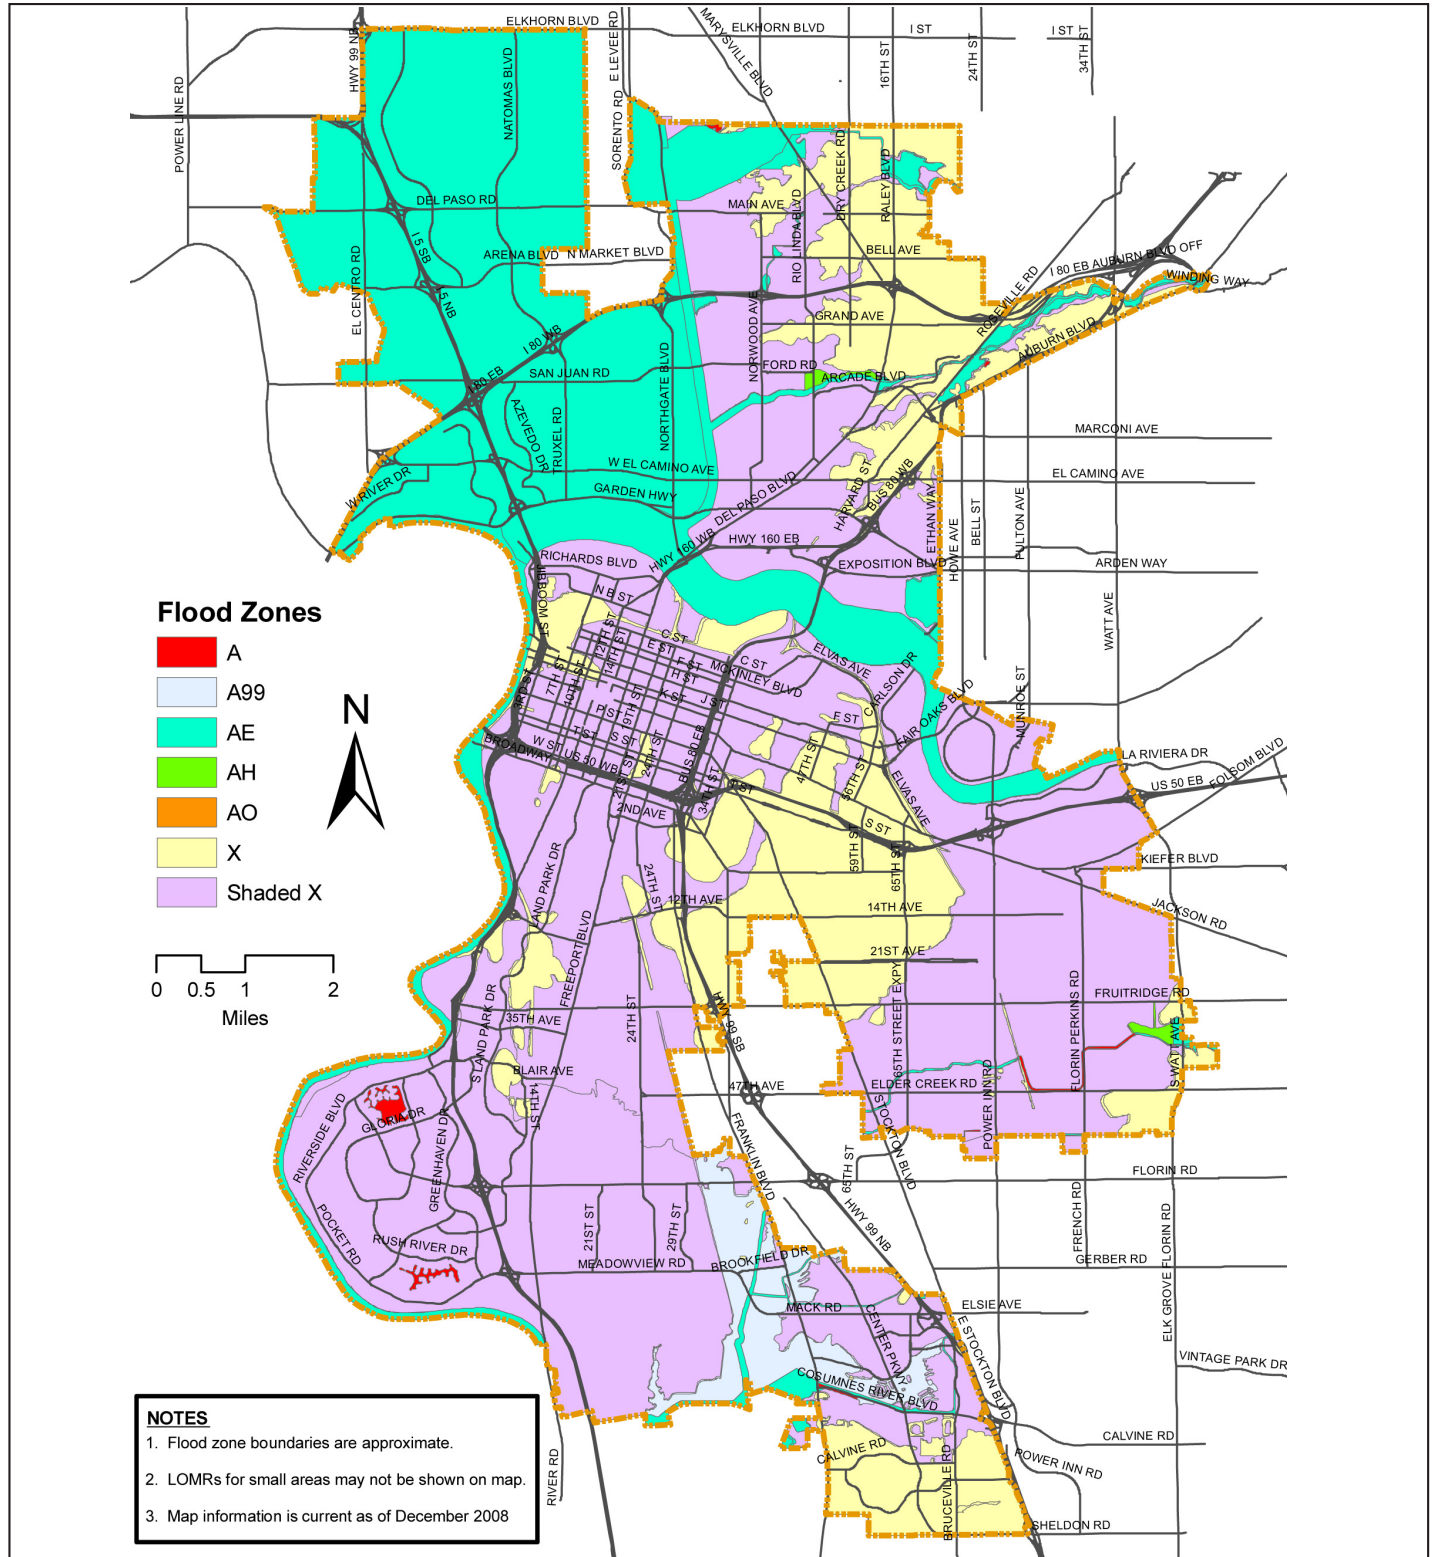 ELKHORN BLVD
ELKHORN BLVD
I ST
I ST
34TH ST
24TH ST
16TH ST
MARYSVILLE BLVD
E LEVEE RD
SORENTO RD
HWY 99 NB
POWER LINE RD
NATOMAS BLVD
DEL PASO RD
MAIN AVE
DRY CREEK RD
RALEY BLVD
RIO LINDA BLVD
BELL AVE
I 5 SB
ARENA BLVD
N MARKET BLVD
EL CENTRO RD
I 5 NB
I 80 EB AUBURN BLVD OFF
WINDING WAY
ROSEVILLE RD
GRAND AVE
AUBURN BLVD
NORWOOD AVE
I 80 WB
I 80 EB
SAN JUAN RD
NORTHGATE BLVD
FORD RD
ARCADE BLVD
AZEVEDO DR
TRUXEL RD
MARCONI AVE
W EL CAMINO AVE
EL CAMINO AVE
W RIVER DR
GARDEN HWY
DEL PASO BLVD
HARVARD ST
BUS 80 WB
ETHAN WAY
HOWE AVE
BELL ST
FULTON AVE
HWY 160 WB
HWY 160 EB
EXPOSITION BLVD
ARDEN WAY
WATT AVE
RICHARDS BLVD
JIBBOOM ST
N B ST
12TH ST
14TH ST
C ST
E ST
F ST
H ST
C ST
MCKINLEY BLVD
ELVAS AVE
CARLSON DR
FAIR OAKS BLVD
MUNROE ST
3RD ST
7TH ST
10TH ST
K ST
J ST
P ST
19TH ST
F ST
T ST
S ST
47TH ST
56TH ST
BROADWAY
W ST
US 50 WB
21ST ST
24TH ST
BUS 80 EB
34TH ST
T ST
2ND AVE
ELVAS AVE
S ST
59TH ST
65TH ST
LA RIVIERA DR
US 50 EB
FOLSOM BLVD
KIEFER BLVD
JACKSON RD
LAND PARK DR
24TH ST
12TH AVE
14TH AVE
FREEPORT BLVD
21ST AVE
65TH STREET EXPY
FRUITRIDGE RD
FLORIN PERKINS RD
S WATT AVE
S LAND PARK DR
35TH AVE
24TH ST
HWY 99 SB
BLAIR AVE
14TH ST
47TH AVE
ELDER CREEK RD
POWER INN RD
STOCKTON BLVD
RIVERSIDE BLVD
GLORIA DR
GREENHAVEN DR
FRANKLIN BLVD
65TH ST
FLORIN RD
POCKET RD
RUSH RIVER DR
21ST ST
29TH ST
HWY 99 NB
FRENCH RD
ELK GROVE FLORIN RD
MEADOWVIEW RD
BROOKFIELD DR
GERBER RD
MACK RD
CENTER PKWY
ELSIE AVE
E STOCKTON BLVD
VINTAGE PARK DR
COSUMNES RIVER BLVD
CALVINE RD
CALVINE RD
POWER INN RD
BRUCEVILLE RD
SHELDON RD
RIVER RD
Flood Zones
A
A99
AE
AH
AO
X
Shaded X
N
0 0.5 1 2
Miles
NOTES
1. Flood zone boundaries are approximate.
2. LOMRs for small areas may not be shown on map.
3. Map information is current as of December 2008